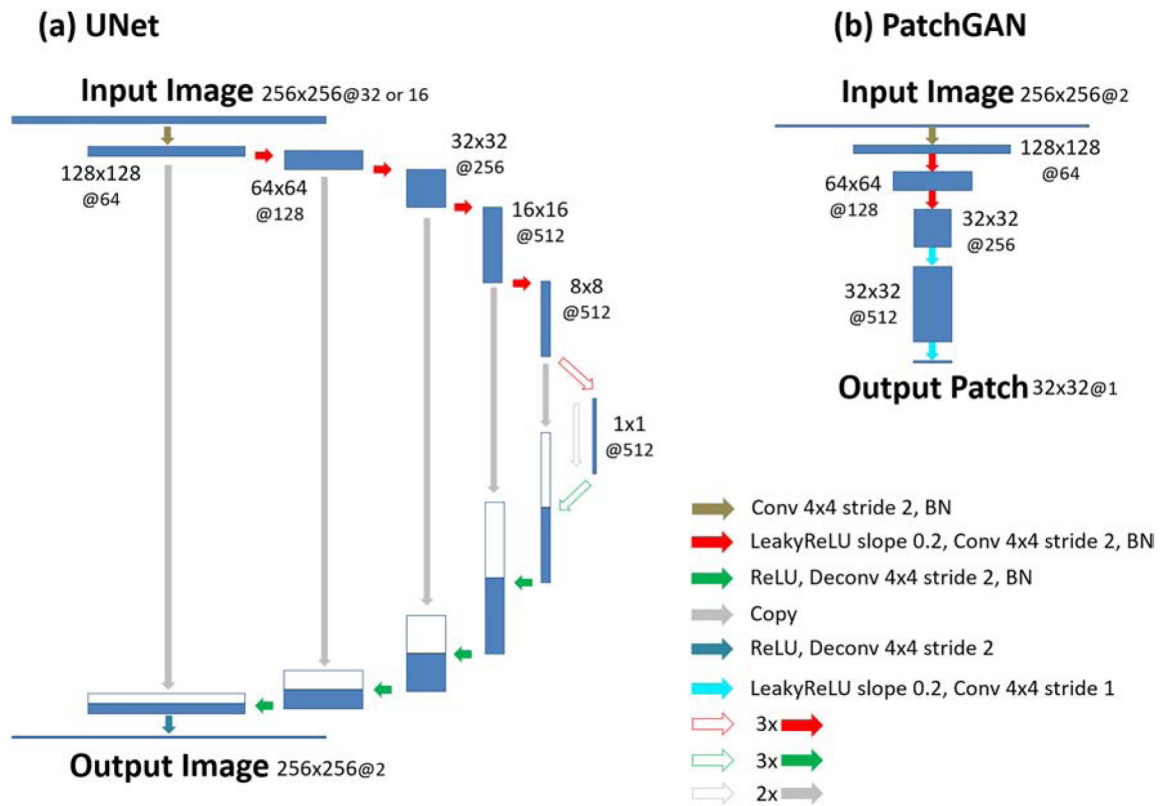 (a) UNet
Input Image 256x256@32 or 16
128x128
@64
64x64
@128
32x32
@256
16x16
@512
8x8
@512
1x1
@512
Output Image 256x256@2
(b) PatchGAN
Input Image 256x256@2
128x128
@64
64x64
@128
32x32
@256
32x32
@512
Output Patch 32x32@1
Conv 4x4 stride 2, BN
LeakyReLU slope 0.2, Conv 4x4 stride 2, BN
ReLU, Deconv 4x4 stride 2, BN
Copy
ReLU, Deconv 4x4 stride 2
LeakyReLU slope 0.2, Conv 4x4 stride 1
3x
3x
2x